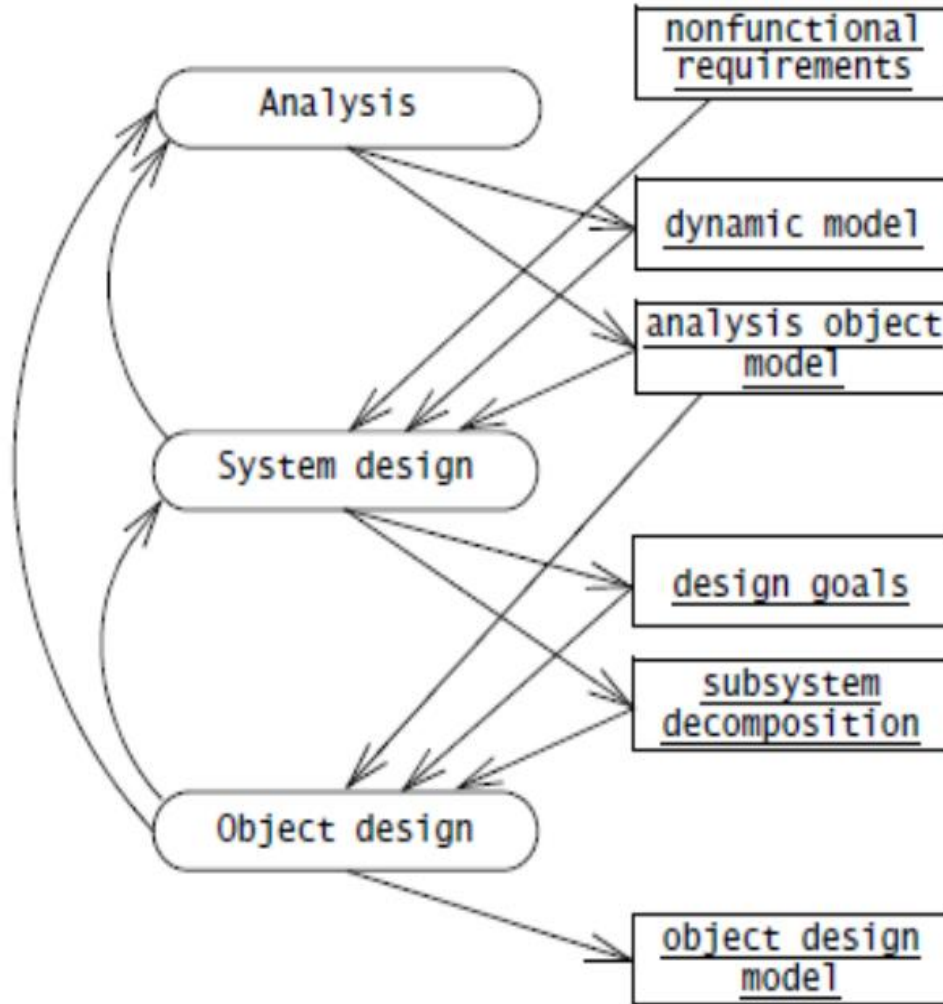 nonfunctional
requirements
Analysis
dynamic model
analysis object
model
System design
design goals
subsystem
decomposition
Object design
object design
model